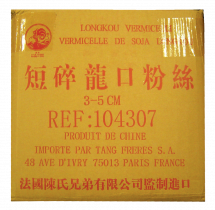 LONGKOU VERMICELLI
VERMICELLE DE SOJA LUNGKOW
短碎龍口粉絲
3-5CM
REF:104307
PRODUIT DE CHINE
IMPORTE PAR TANG FRERES S.A.
48 AVE D'IVRY 75013 PARIS FRANCE
法國陳氏兄弟有限公司監制進口